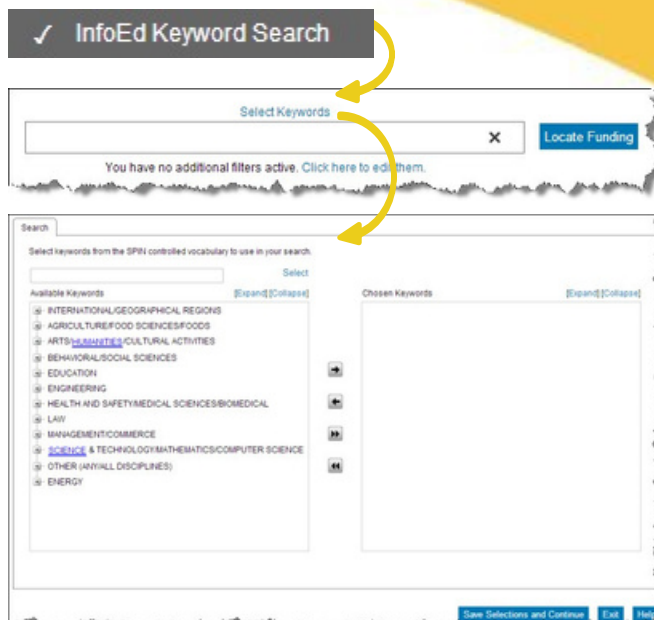 ✓ InfoEd Keyword Search
Select Keywords
× Locate Funding
You have no additional filters active. Click here to edit them.
Search
Select keywords from the SPIN controlled vocabulary to use in your search.
Select
Available Keywords [Expand] [Collapse] Chosen Keywords [Expand] [Collapse]
INTERNATIONAL/GEOGRAPHICAL REGIONS
AGRICULTURE/FOOD SCIENCES/FOODS
ARTS/HUMANITIES/CULTURAL ACTIVITIES
BEHAVIORAL/SOCIAL SCIENCES
EDUCATION
ENGINEERING
HEALTH AND SAFETY/MEDICAL SCIENCES/BIOMEDICAL
LAW
MANAGEMENT/COMMERCE
SCIENCE & TECHNOLOGY/MATHEMATICS/COMPUTER SCIENCE
OTHER (ANY/ALL DISCIPLINES)
ENERGY
Save Selections and Continue Exit Help